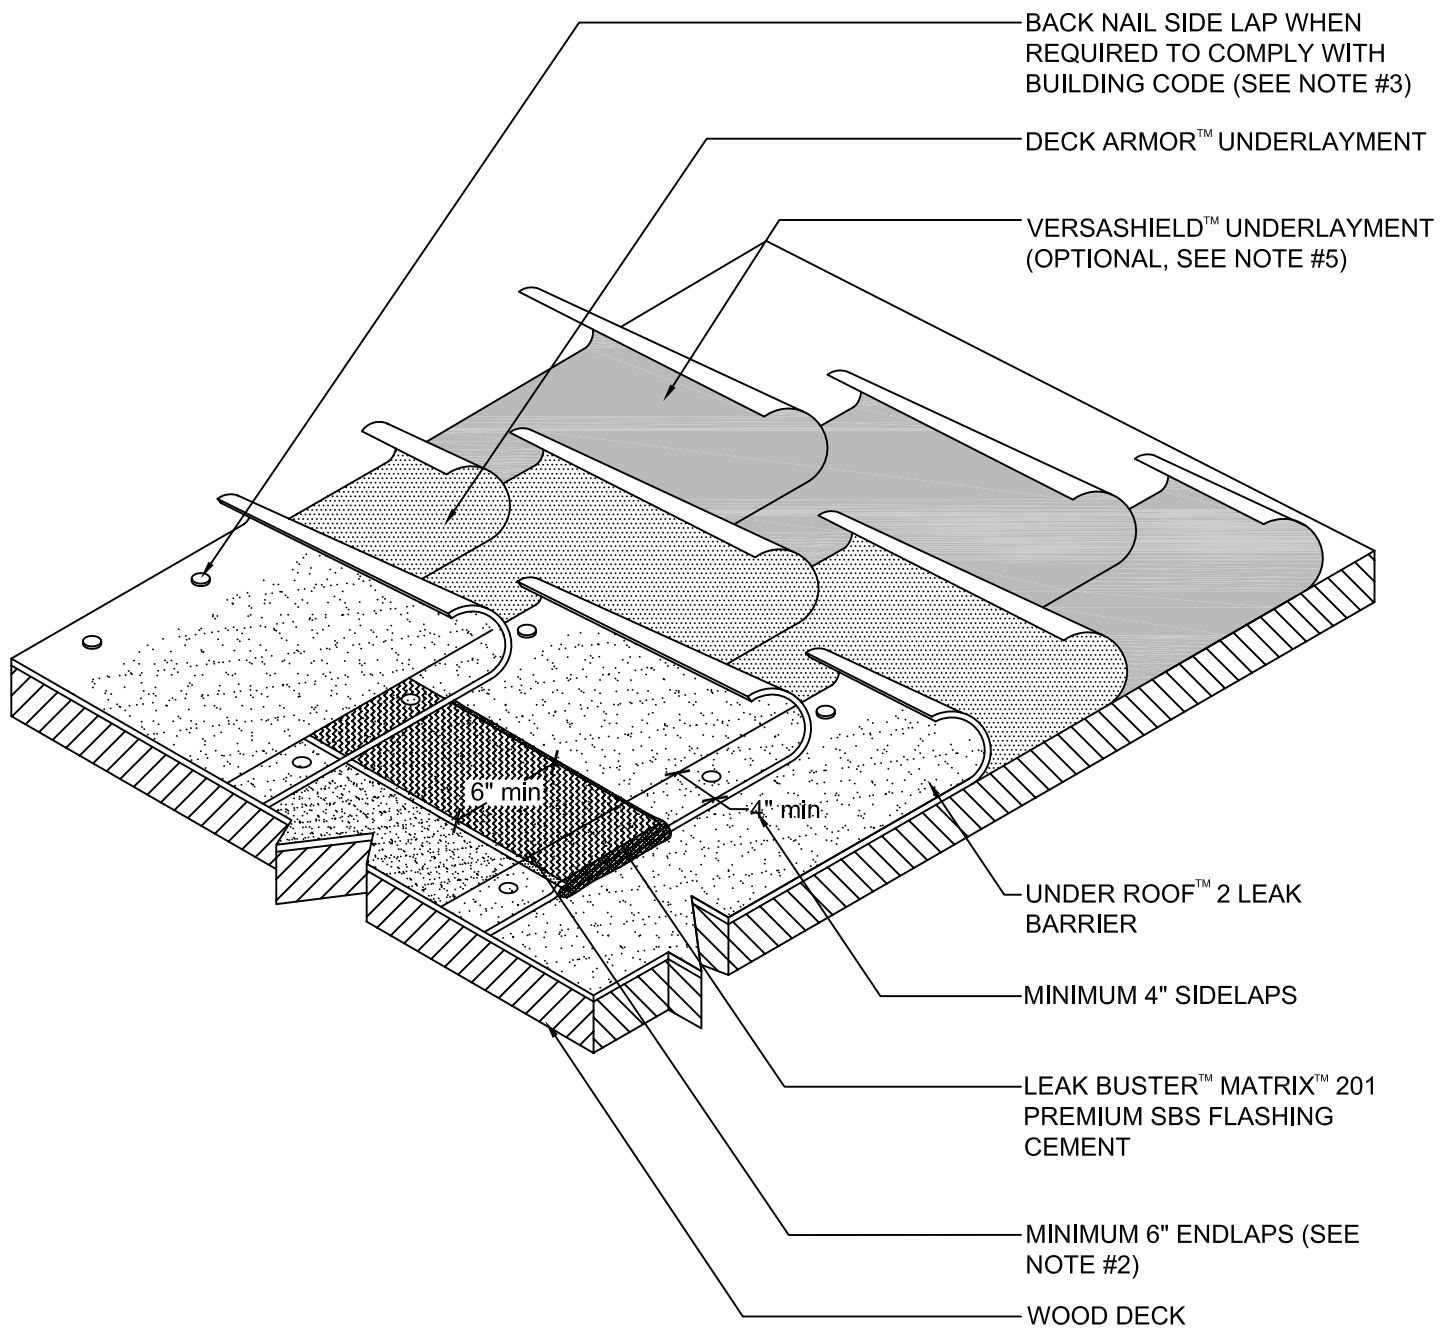 BACK NAIL SIDE LAP WHEN
REQUIRED TO COMPLY WITH
BUILDING CODE (SEE NOTE #3)
DECK ARMOR™ UNDERLAYMENT
VERSASHIELD™ UNDERLAYMENT
(OPTIONAL, SEE NOTE #5)
6" min
4" min
UNDER ROOF™ 2 LEAK
BARRIER
MINIMUM 4" SIDELAPS
LEAK BUSTER™ MATRIX™ 201
PREMIUM SBS FLASHING
CEMENT
MINIMUM 6" ENDLAPS (SEE
NOTE #2)
WOOD DECK